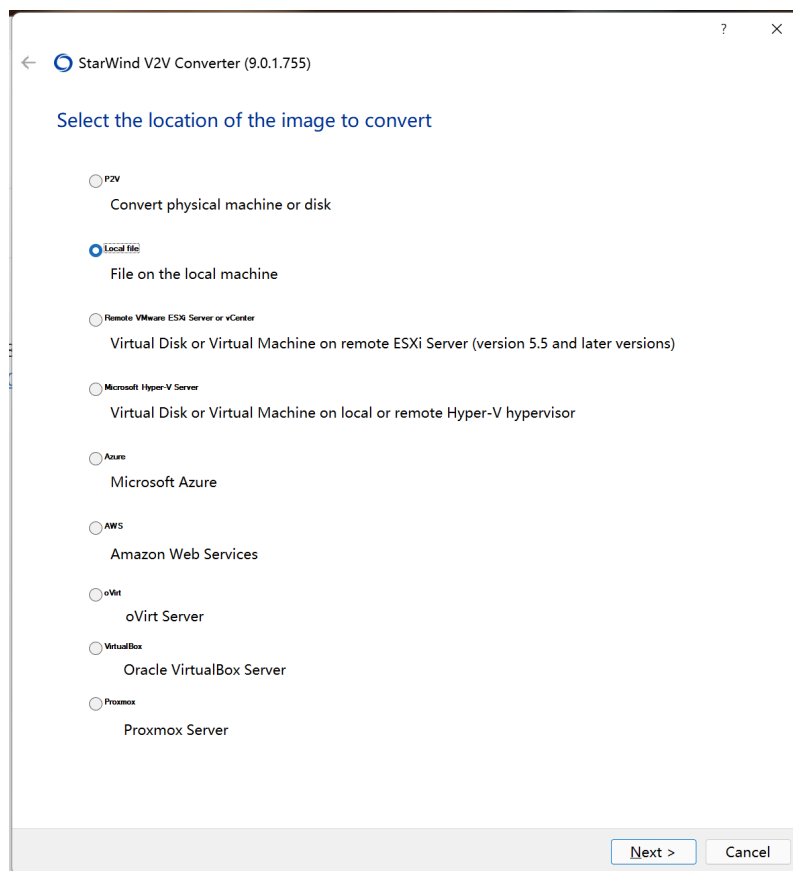 ?
StarWind V2V Converter (9.0.1.755)
Select the location of the image to convert
P2V
Convert physical machine or disk
Local file
File on the local machine
Remote VMware ESXi Server or vCenter
Virtual Disk or Virtual Machine on remote ESXi Server (version 5.5 and later versions)
Microsoft Hyper-V Server
Virtual Disk or Virtual Machine on local or remote Hyper-V hypervisor
Azure
Microsoft Azure
AWS
Amazon Web Services
oVirt
oVirt Server
VirtualBox
Oracle VirtualBox Server
Proxmox
Proxmox Server
Next > Cancel